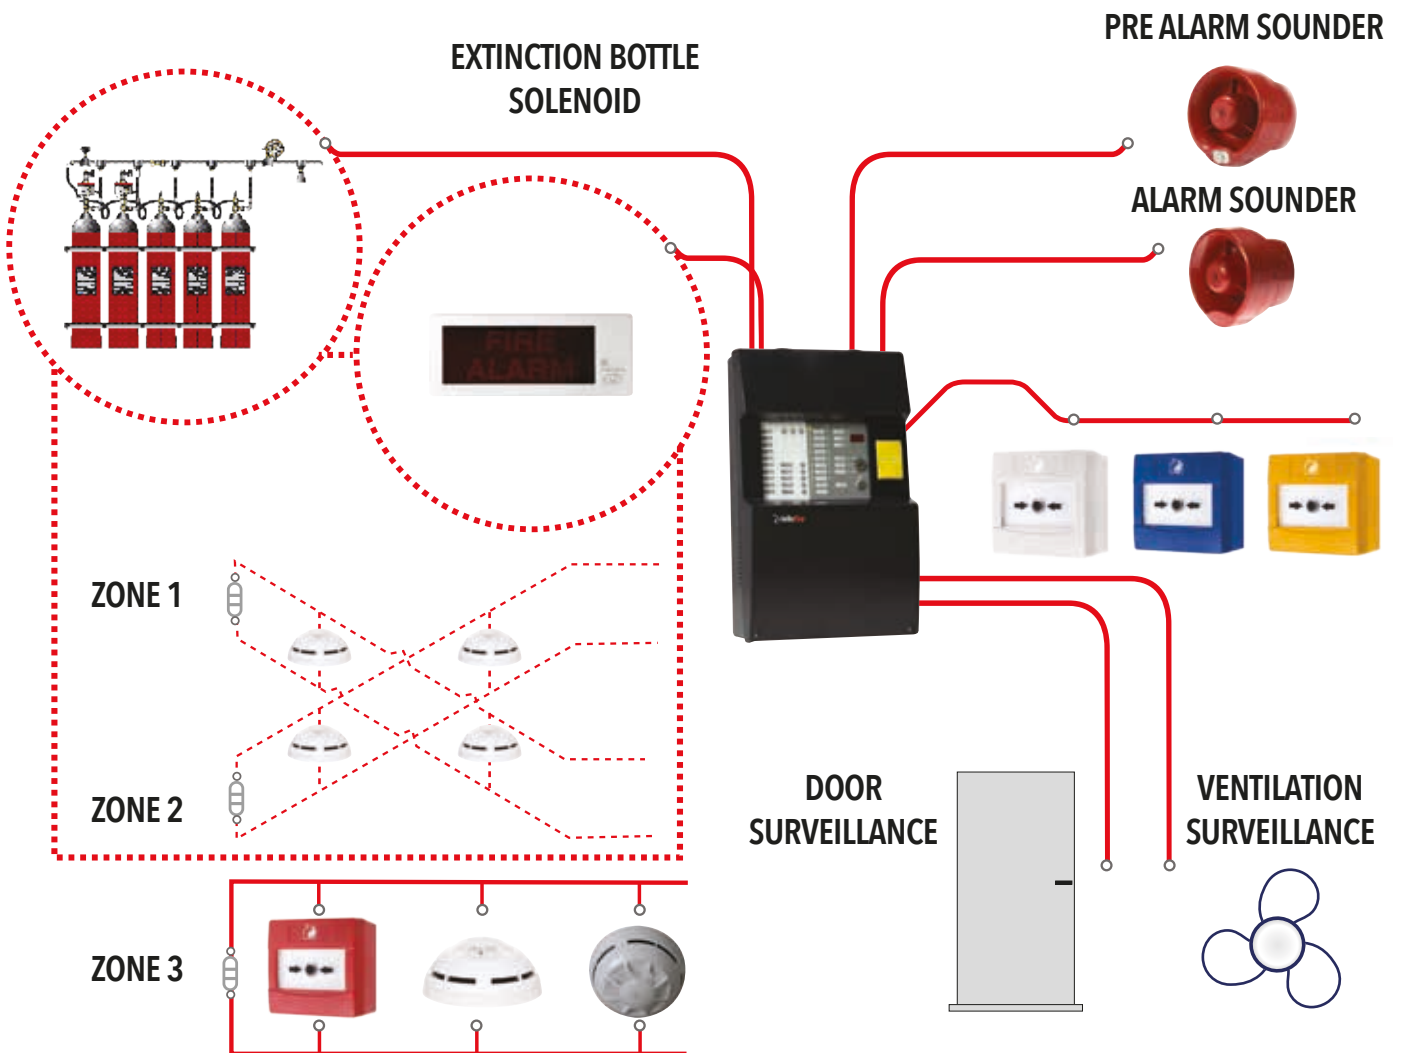 PRE ALARM SOUNDER
EXTINCTION BOTTLE
SOLENOID
ALARM SOUNDER
FIRE
ALARM
ZONE 1
ZONE 2
DOOR
SURVEILLANCE
VENTILATION
SURVEILLANCE
ZONE 3